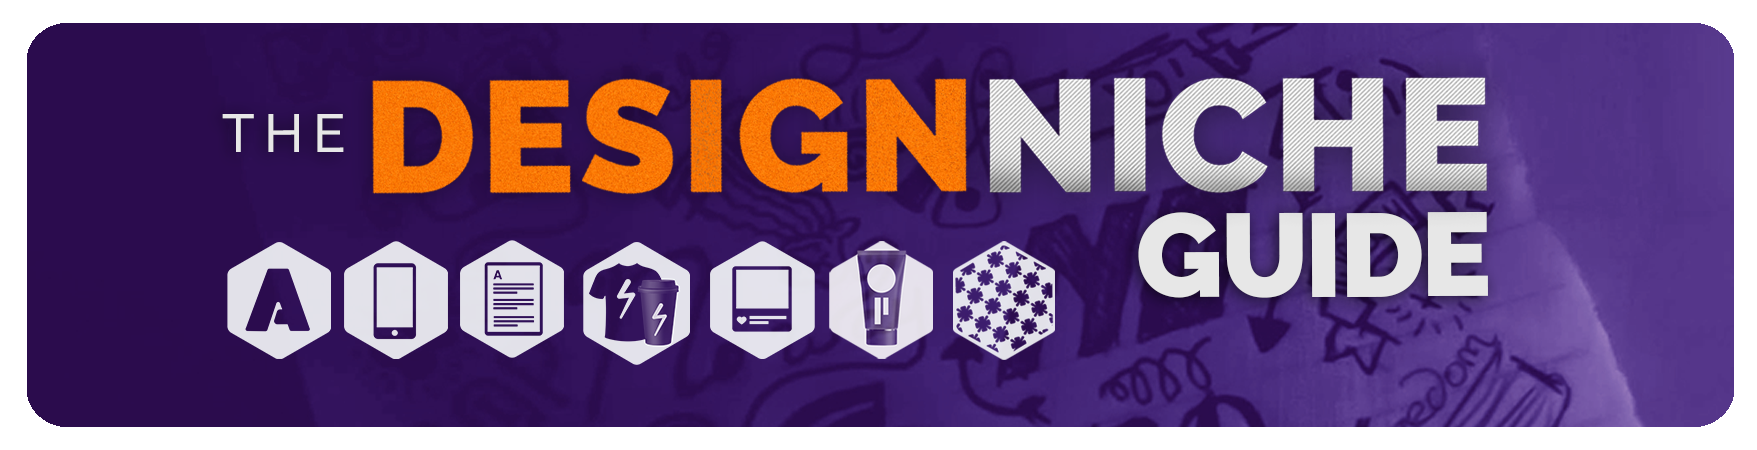 THE DESIGNNICHE
GUIDE
A
A